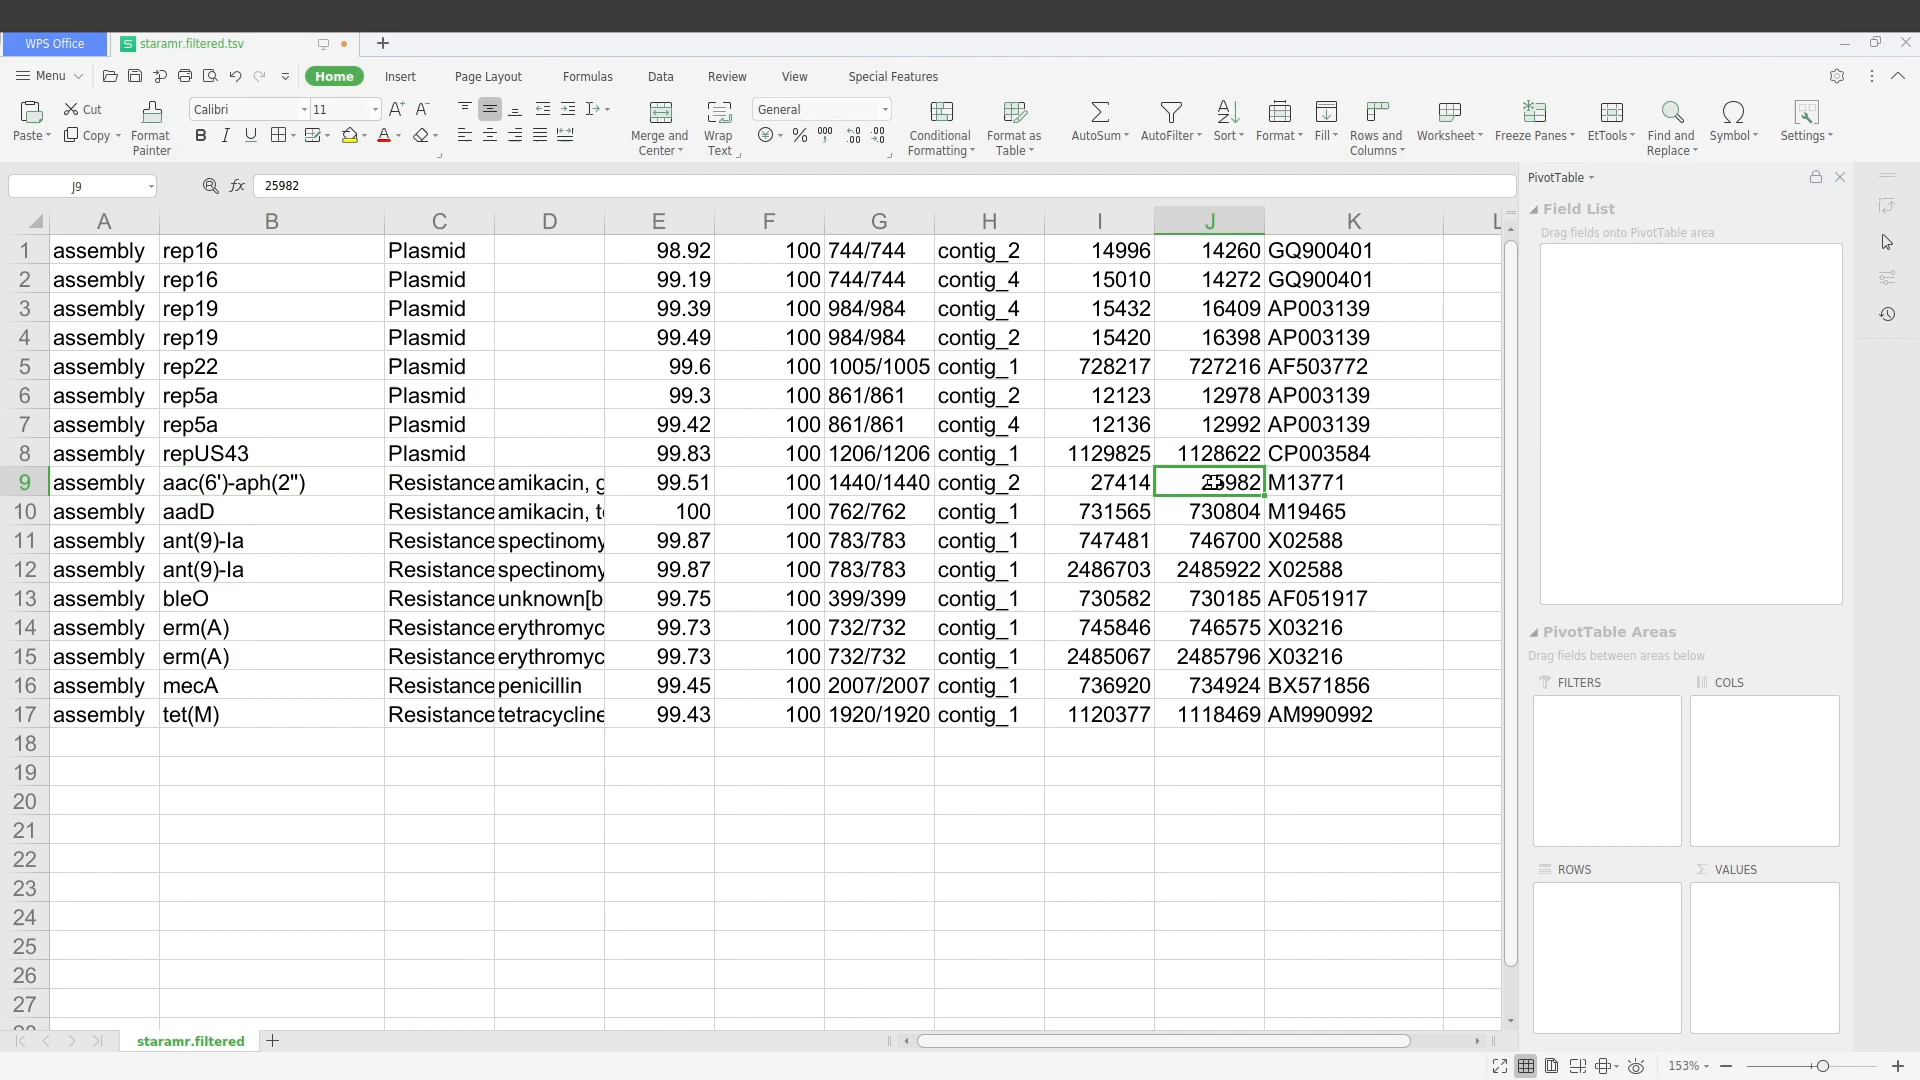 WPS Office staramr.filtered.tsv
Menu Home Insert Page Layout Formulas Data Review View Special Features
Paste Cut Copy Format Painter Calibri 11 Merge and Center Wrap Text General Conditional Formatting Format as Table AutoSum AutoFilter Sort Format Fill Rows and Columns Worksheet Freeze Panes EtTools Find and Replace Symbol Settings
J9 fx 25982
A B C D E F G H I J K L
1 assembly rep16 Plasmid 98.92 100 744/744 contig_2 14996 14260 GQ900401
2 assembly rep16 Plasmid 99.19 100 744/744 contig_4 15010 14272 GQ900401
3 assembly rep19 Plasmid 99.39 100 984/984 contig_4 15432 16409 AP003139
4 assembly rep19 Plasmid 99.49 100 984/984 contig_2 15420 16398 AP003139
5 assembly rep22 Plasmid 99.6 100 1005/1005 contig_1 728217 727216 AF503772
6 assembly rep5a Plasmid 99.3 100 861/861 contig_2 12123 12978 AP003139
7 assembly rep5a Plasmid 99.42 100 861/861 contig_4 12136 12992 AP003139
8 assembly repUS43 Plasmid 99.83 100 1206/1206 contig_1 1129825 1128622 CP003584
9 assembly aac(6')-aph(2") Resistance amikacin, g 99.51 100 1440/1440 contig_2 27414 25982 M13771
10 assembly aadD Resistance amikacin, t 100 100 762/762 contig_1 731565 730804 M19465
11 assembly ant(9)-Ia Resistance spectinomy 99.87 100 783/783 contig_1 747481 746700 X02588
12 assembly ant(9)-Ia Resistance spectinomy 99.87 100 783/783 contig_1 2486703 2485922 X02588
13 assembly bleO Resistance unknown[b 99.75 100 399/399 contig_1 730582 730185 AF051917
14 assembly erm(A) Resistance erythromyc 99.73 100 732/732 contig_1 745846 746575 X03216
15 assembly erm(A) Resistance erythromyc 99.73 100 732/732 contig_1 2485067 2485796 X03216
16 assembly mecA Resistance penicillin 99.45 100 2007/2007 contig_1 736920 734924 BX571856
17 assembly tet(M) Resistance tetracycline 99.43 100 1920/1920 contig_1 1120377 1118469 AM990992
18
19
20
21
22
23
24
25
26
27
PivotTable
Field List
Drag fields onto PivotTable area
PivotTable Areas
Drag fields between areas below
FILTERS COLS
ROWS VALUES
staramr.filtered
153%